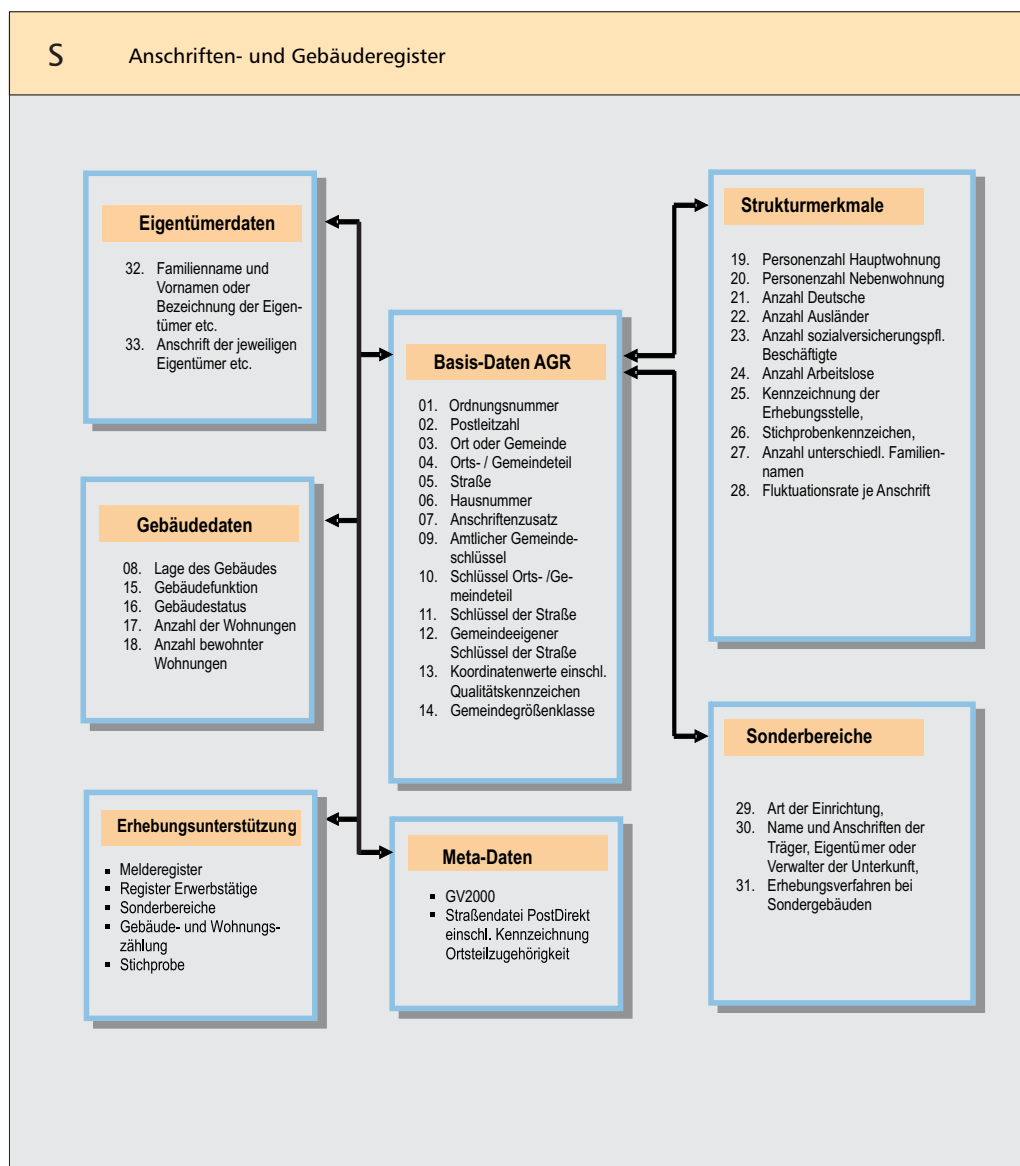 S Anschriften- und Gebäuderegister
Eigentümerdaten
32. Familienname und
Vornamen oder
Bezeichnung der Eigen-
tümer etc.
33. Anschrift der jeweiligen
Eigentümer etc.
Gebäudedaten
08. Lage des Gebäudes
15. Gebäudefunktion
16. Gebäudestatus
17. Anzahl der Wohnungen
18. Anzahl bewohnter
Wohnungen
Erhebungsunterstützung
▪ Melderegister
▪ Register Erwerbstätige
▪ Sonderbereiche
▪ Gebäude- und Wohnungs-
zählung
▪ Stichprobe
Basis-Daten AGR
01. Ordnungsnummer
02. Postleitzahl
03. Ort oder Gemeinde
04. Orts- / Gemeindeteil
05. Straße
06. Hausnummer
07. Anschriftenzusatz
09. Amtlicher Gemeinde-
schlüssel
10. Schlüssel Orts- /Ge-
meindeteil
11. Schlüssel der Straße
12. Gemeindeeigener
Schlüssel der Straße
13. Koordinatenwerte einschl.
Qualitätskennzeichen
14. Gemeindegrößenklasse
Meta-Daten
▪ GV2000
▪ Straßendatei PostDirekt
einschl. Kennzeichnung
Ortsteilzugehörigkeit
Strukturmerkmale
19. Personenzahl Hauptwohnung
20. Personenzahl Nebenwohnung
21. Anzahl Deutsche
22. Anzahl Ausländer
23. Anzahl sozialversicherungspfl.
Beschäftigte
24. Anzahl Arbeitslose
25. Kennzeichnung der
Erhebungsstelle,
26. Stichprobenkennzeichen,
27. Anzahl unterschiedl. Familien-
namen
28. Fluktuationsrate je Anschrift
Sonderbereiche
29. Art der Einrichtung,
30. Name und Anschriften der
Träger, Eigentümer oder
Verwalter der Unterkunft,
31. Erhebungsverfahren bei
Sondergebäuden